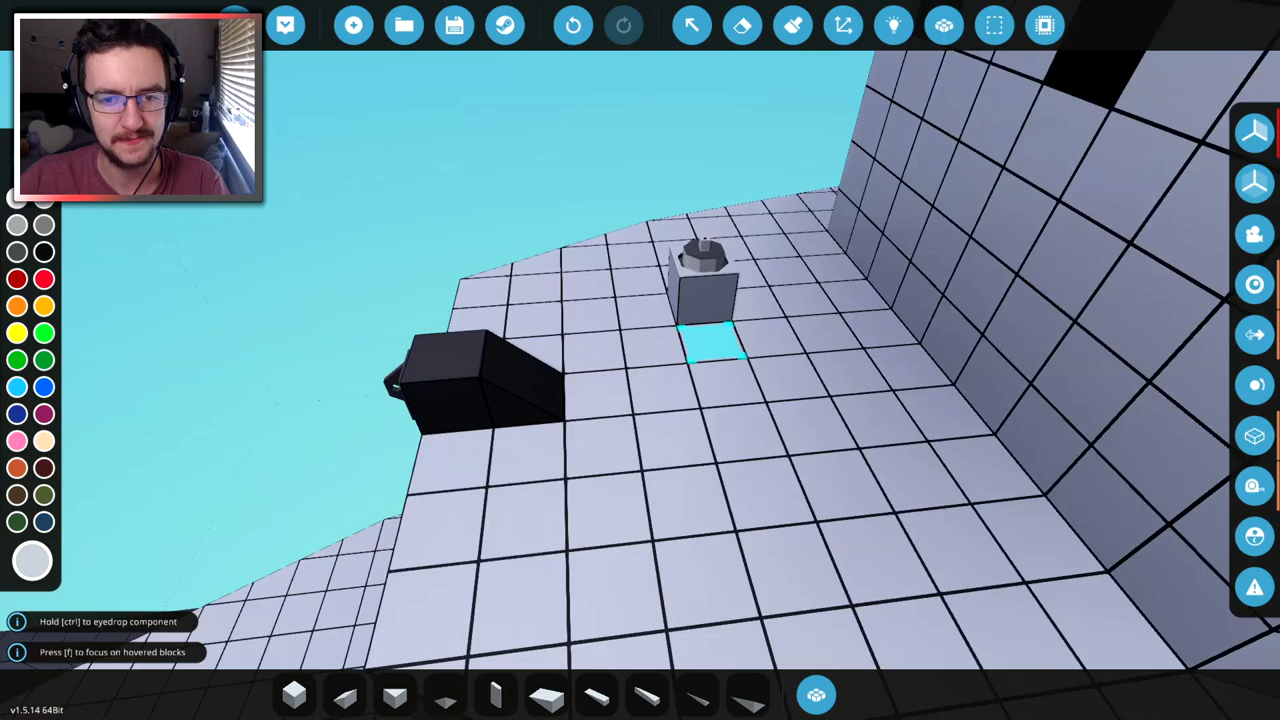 Hold [ctrl] to eyedrop component
Press [f] to focus on hovered blocks
v1.5.14 64Bit